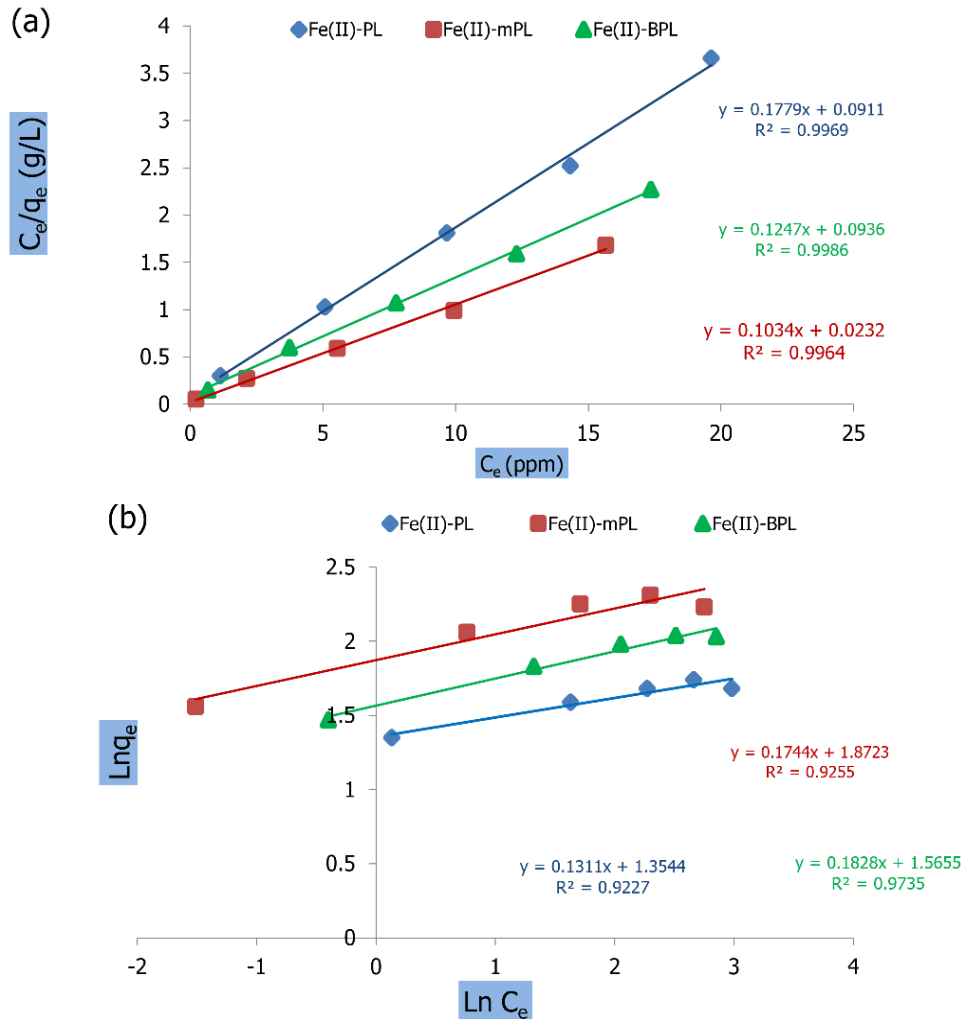 (a)
Fe(II)-PL Fe(II)-mPL Fe(II)-BPL
Ce/qe (g/L)
4
3.5
3
2.5
2
1.5
1
0.5
0
y = 0.1779x + 0.0911
R² = 0.9969
y = 0.1247x + 0.0936
R² = 0.9986
y = 0.1034x + 0.0232
R² = 0.9964
0 5 10 15 20 25
Ce (ppm)
(b)
Fe(II)-PL Fe(II)-mPL Fe(II)-BPL
Lnqe
2.5
2
1.5
1
0.5
0
y = 0.1744x + 1.8723
R² = 0.9255
y = 0.1311x + 1.3544
R² = 0.9227
y = 0.1828x + 1.5655
R² = 0.9735
-2 -1 0 1 2 3 4
Ln Ce